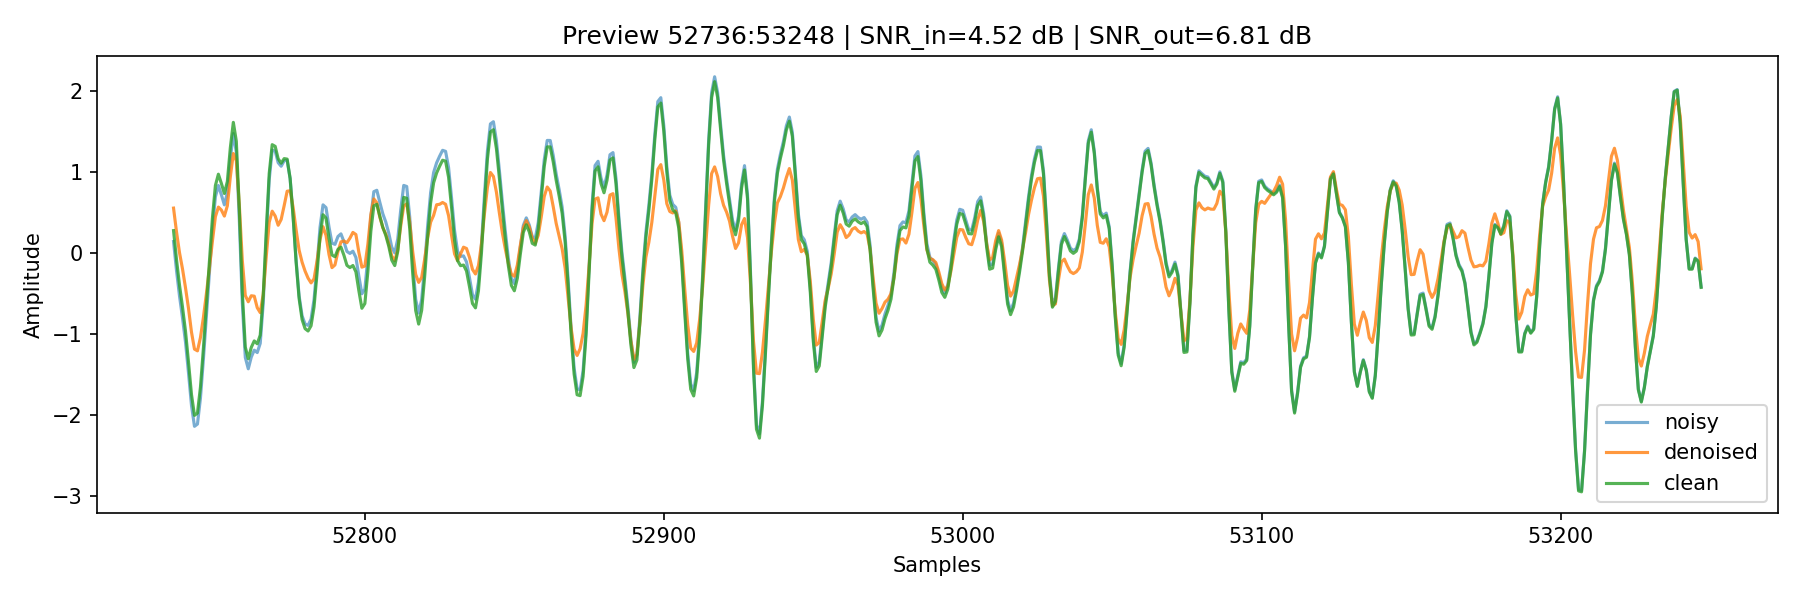 Preview 52736:53248 | SNR_in=4.52 dB | SNR_out=6.81 dB
Amplitude
2
1
0
−1
−2
−3
52800 52900 53000 53100 53200
Samples
noisy
denoised
clean